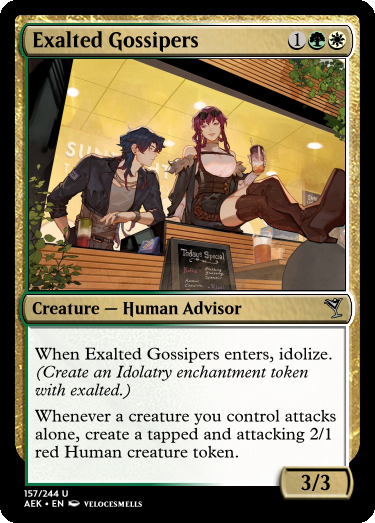 Exalted Gossipers 1
SUN
Today's Special
Creature — Human Advisor
When Exalted Gossipers enters, idolize.
(Create an Idolatry enchantment token
with exalted.)
Whenever a creature you control attacks
alone, create a tapped and attacking 2/1
red Human creature token.
3/3
157/244 U
AEK • EN VELOCESMELLS